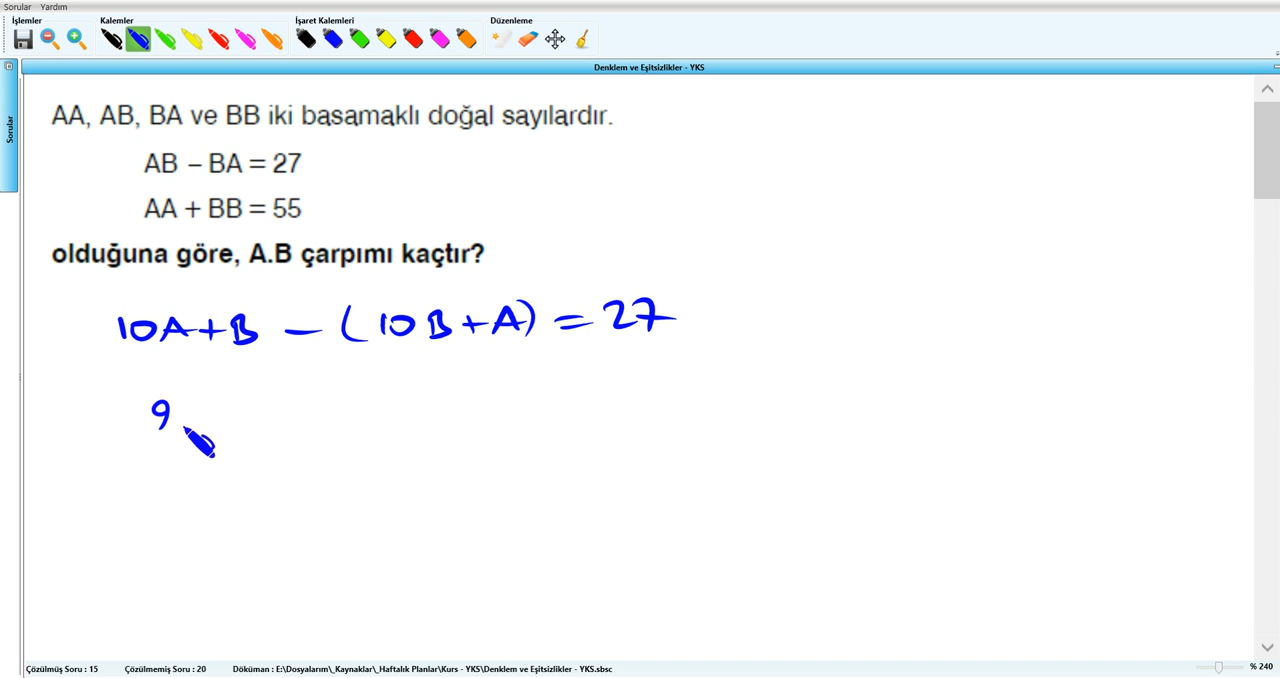 Sorular Yardım
İşlemler Kalemler İşaret Kalemleri Düzenleme
Denklem ve Eşitsizlikler - YKS
Sorular
AA, AB, BA ve BB iki basamaklı doğal sayılardır.
AB – BA = 27
AA + BB = 55
olduğuna göre, A.B çarpımı kaçtır?
10A+B - (10B+A) = 27
9
Çözülmüş Soru : 15 Çözülmemiş Soru : 20 Döküman : E:\Dosyalarım\_Kaynaklar\_Haftalık Planlar\Kurs - YKS\Denklem ve Eşitsizlikler - YKS.sbsc % 240